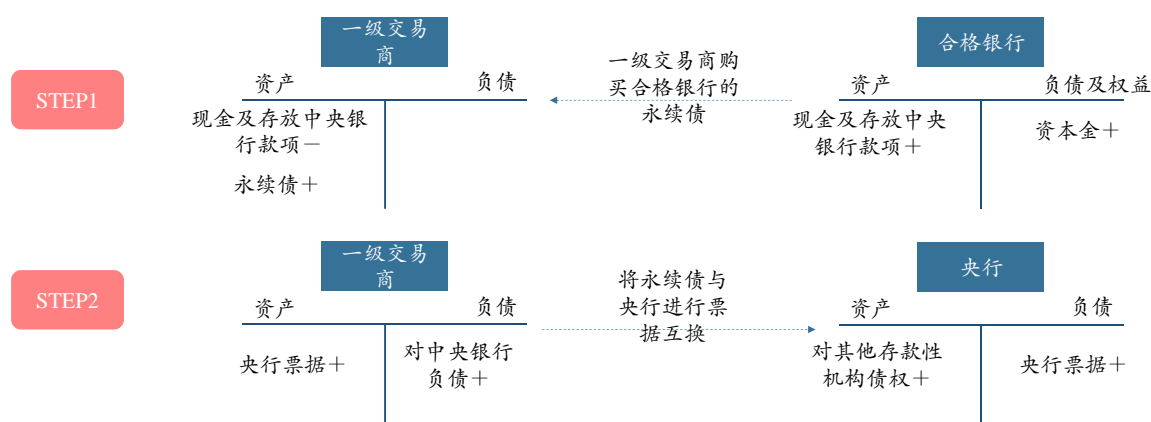 STEP1
一级交易
商
资产
负债
现金及存放中央银
行款项－
永续债＋
一级交易商购
买合格银行的
永续债
合格银行
资产
负债及权益
现金及存放中央
银行款项＋
资本金＋
STEP2
一级交易
商
资产
负债
央行票据＋
对中央银行
负债＋
将永续债与
央行进行票
据互换
央行
资产
负债
对其他存款性
机构债权＋
央行票据＋